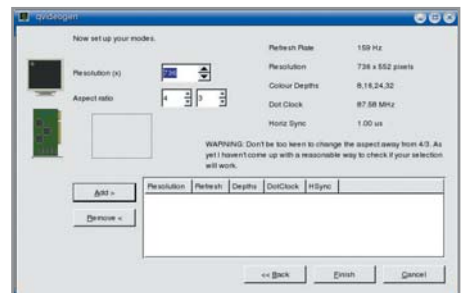 qvideogen
Now set up your modes.
Resolution (x) 736
Aspect ratio 4 3
Refresh Rate 159 Hz
Resolution 736 x 552 pixels
Colour Depths 8,16,24,32
Dot Clock 87.58 MHz
Horiz Sync 1.00 us
WARNING: Don't be too keen to change the aspect away from 4/3. As
yet I haven't come up with a reasonable way to check if your selection
will work.
Add >
Remove <
Resolution Refresh Depths DotClock HSync
<< Back Finish Cancel